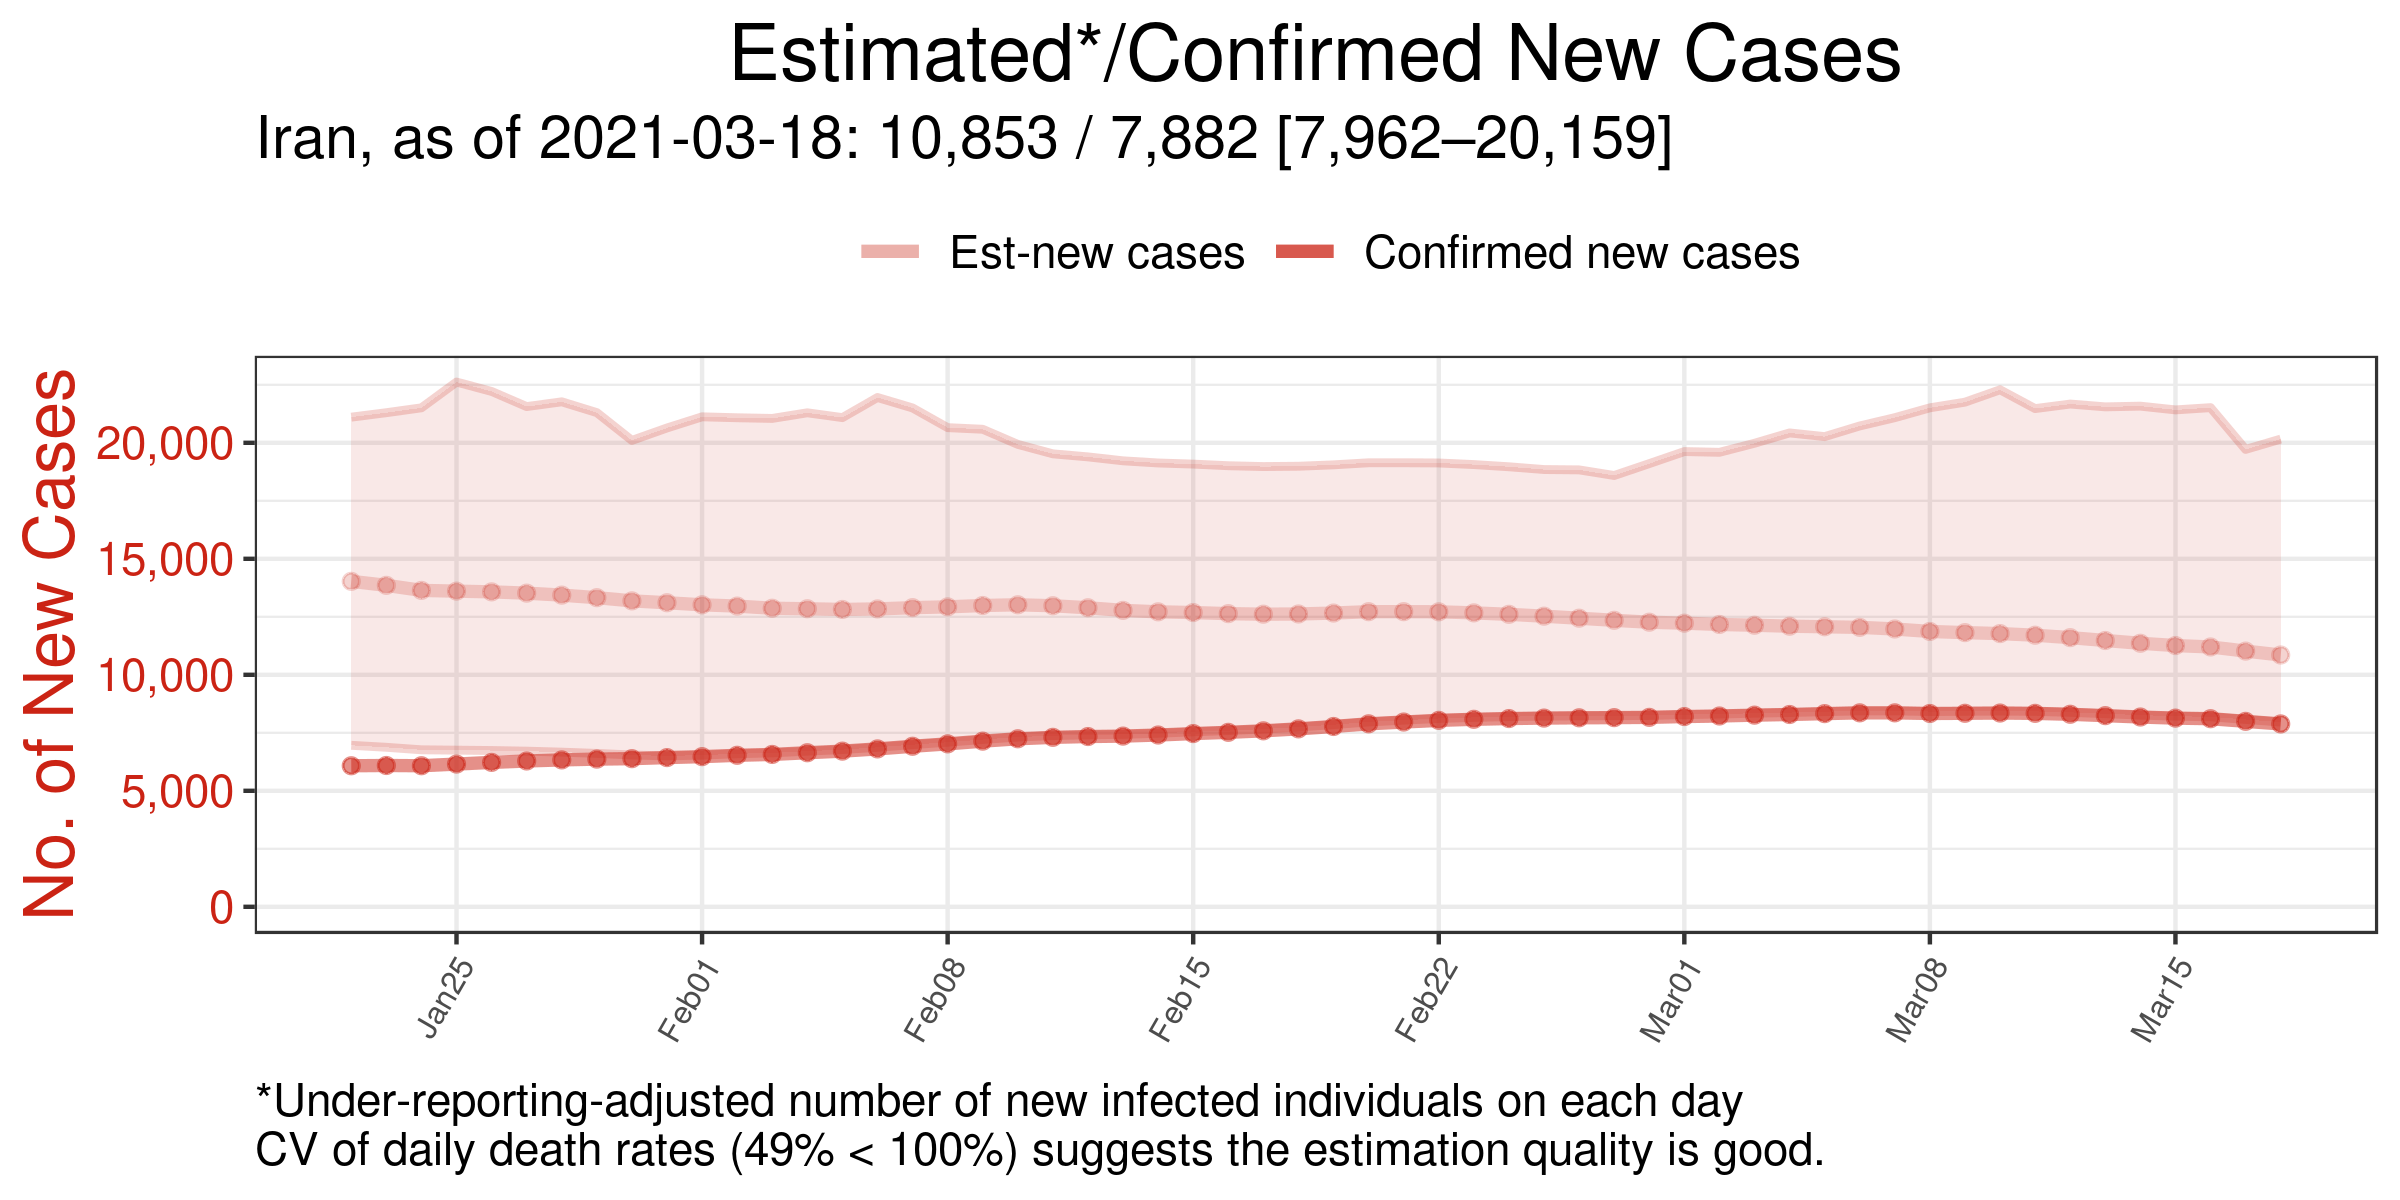 Estimated*/Confirmed New Cases
Iran, as of 2021-03-18: 10,853 / 7,882 [7,962–20,159]
Est-new cases
Confirmed new cases
No. of New Cases
20,000
15,000
10,000
5,000
0
Jan25
Feb01
Feb08
Feb15
Feb22
Mar01
Mar08
Mar15
*Under-reporting-adjusted number of new infected individuals on each day
CV of daily death rates (49% < 100%) suggests the estimation quality is good.